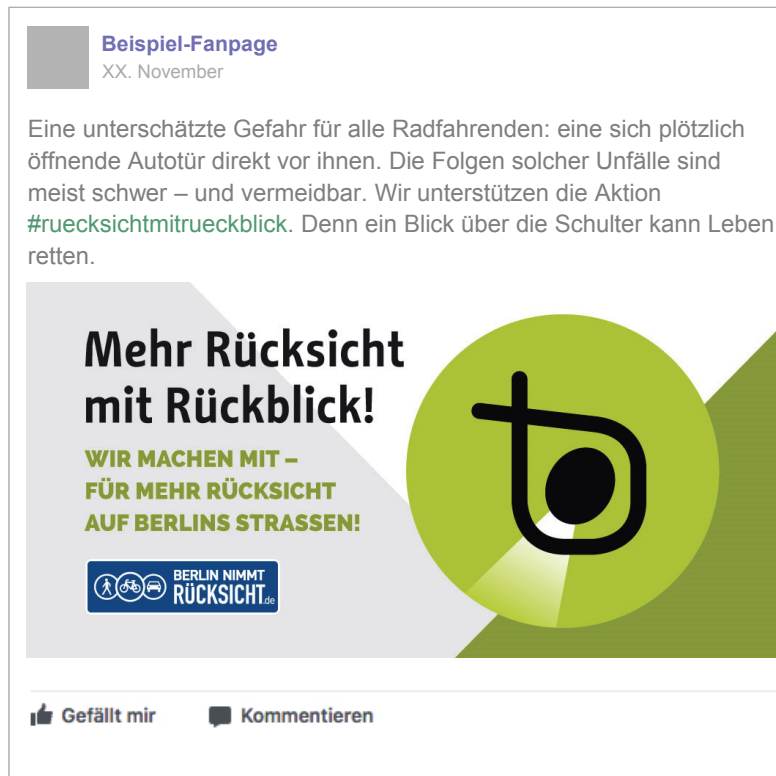 Beispiel-Fanpage
XX. November
Eine unterschätzte Gefahr für alle Radfahrenden: eine sich plötzlich
öffnende Autotür direkt vor ihnen. Die Folgen solcher Unfälle sind
meist schwer – und vermeidbar. Wir unterstützen die Aktion
#ruecksichtmitrueckblick. Denn ein Blick über die Schulter kann Leben
retten.
Mehr Rücksicht
mit Rückblick!
WIR MACHEN MIT –
FÜR MEHR RÜCKSICHT
AUF BERLINS STRASSEN!
BERLIN NIMMT
RÜCKSICHT.de
Gefällt mir
Kommentieren